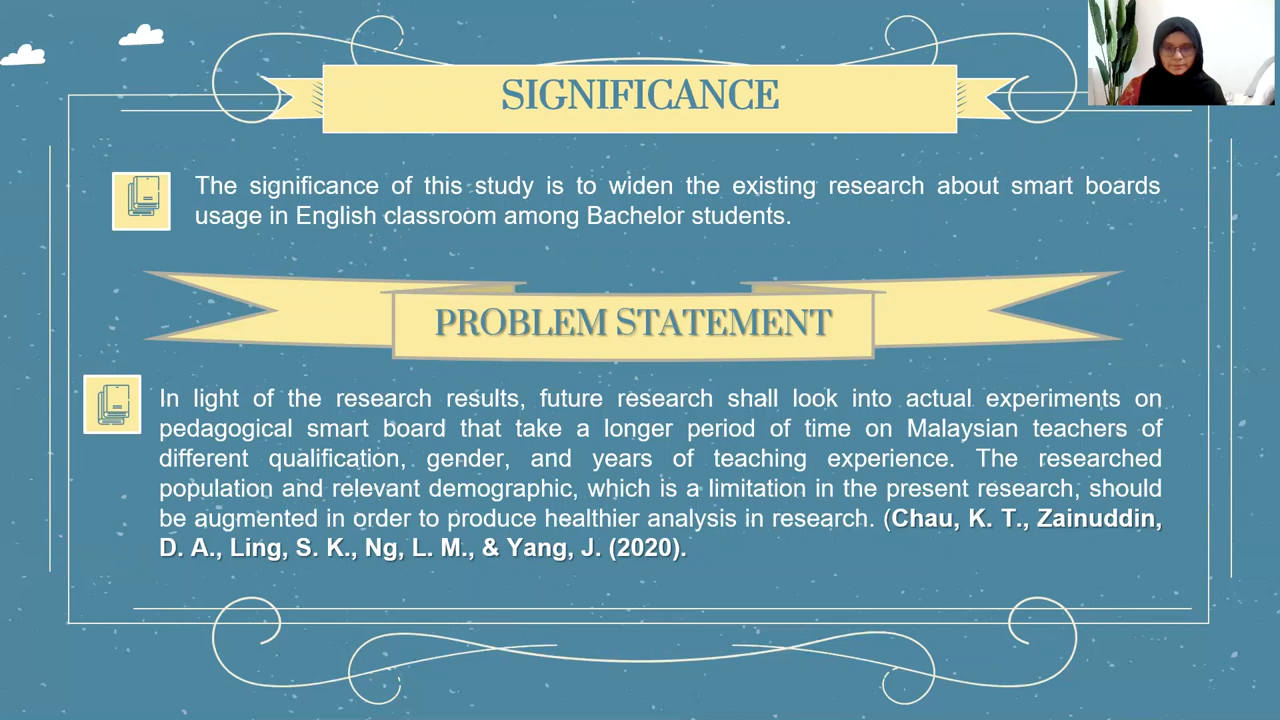 SIGNIFICANCE
The significance of this study is to widen the existing research about smart boards
usage in English classroom among Bachelor students.
PROBLEM STATEMENT
In light of the research results, future research shall look into actual experiments on
pedagogical smart board that take a longer period of time on Malaysian teachers of
different qualification, gender, and years of teaching experience. The researched
population and relevant demographic, which is a limitation in the present research, should
be augmented in order to produce healthier analysis in research. (Chau, K. T., Zainuddin,
D. A., Ling, S. K., Ng, L. M., & Yang, J. (2020).